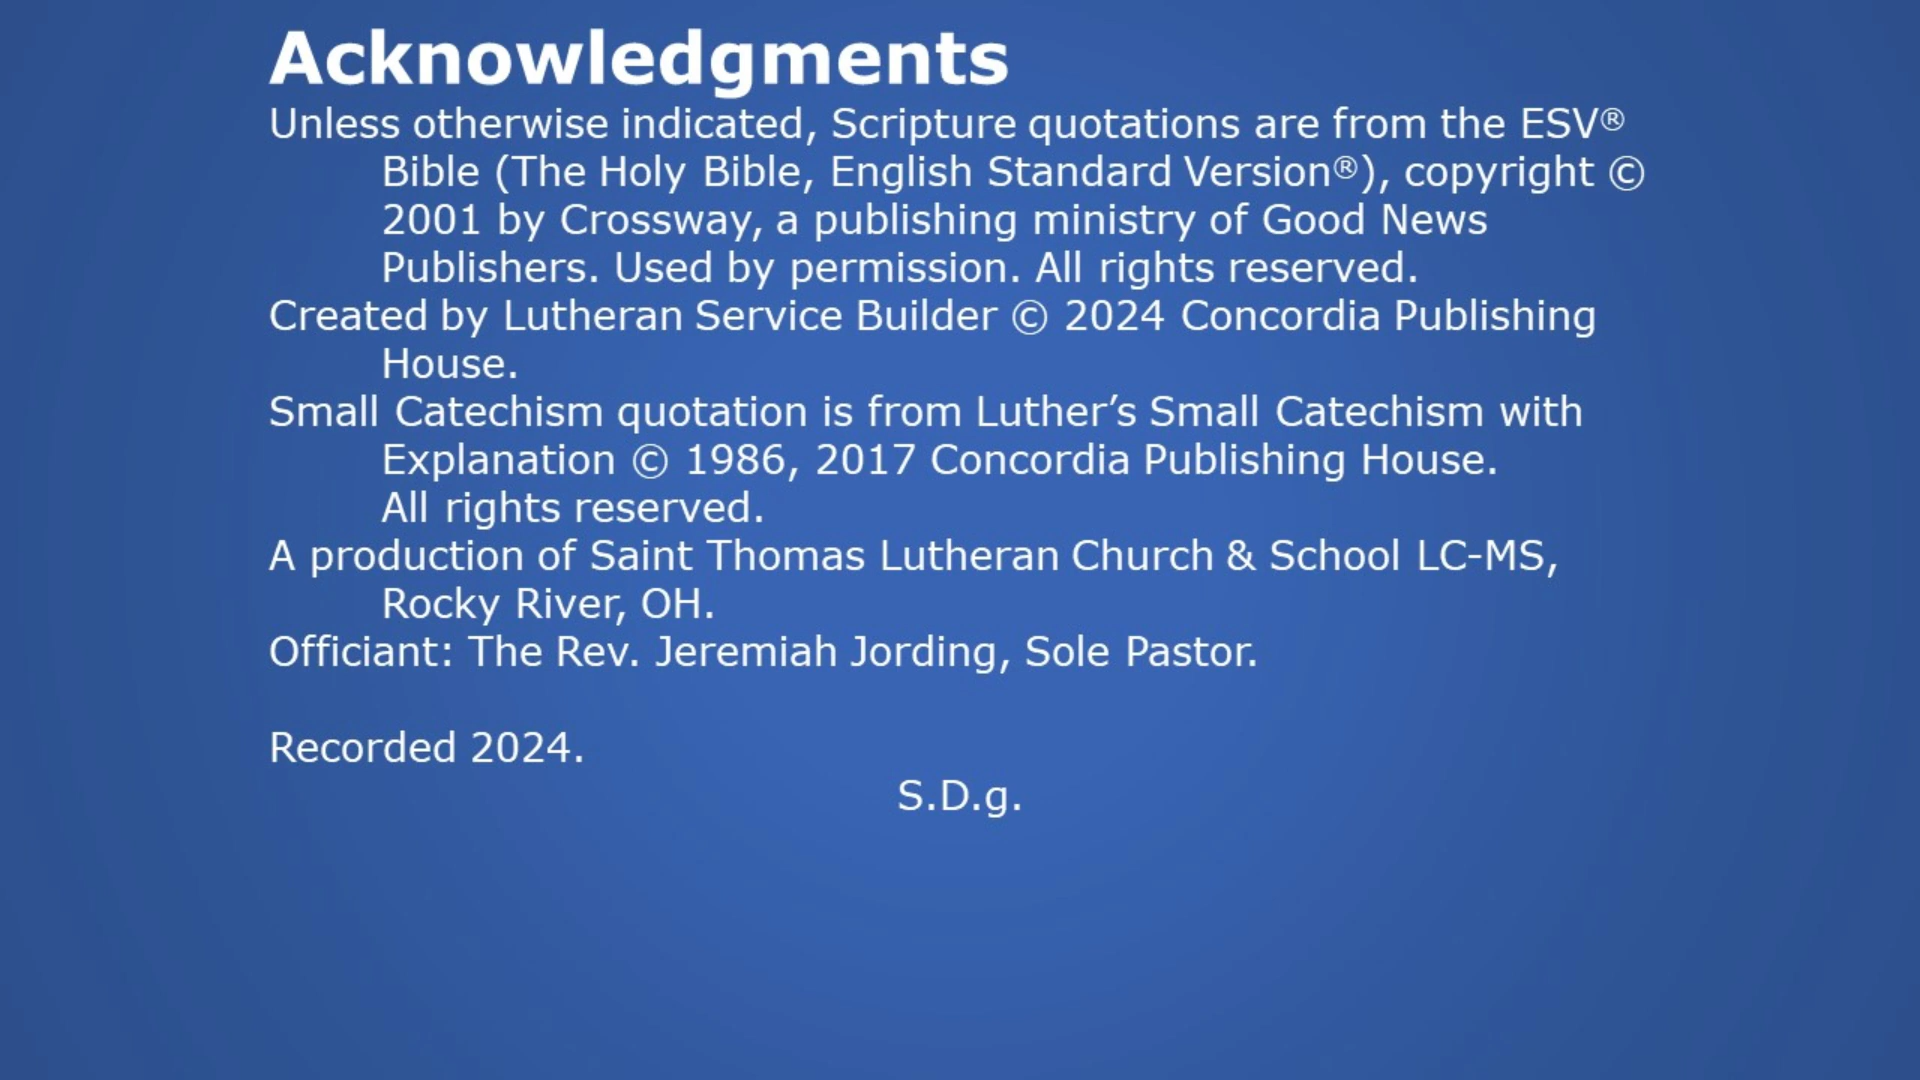 Acknowledgments
Unless otherwise indicated, Scripture quotations are from the ESV®
Bible (The Holy Bible, English Standard Version®), copyright ©
2001 by Crossway, a publishing ministry of Good News
Publishers. Used by permission. All rights reserved.
Created by Lutheran Service Builder © 2024 Concordia Publishing
House.
Small Catechism quotation is from Luther’s Small Catechism with
Explanation © 1986, 2017 Concordia Publishing House.
All rights reserved.
A production of Saint Thomas Lutheran Church & School LC-MS,
Rocky River, OH.
Officiant: The Rev. Jeremiah Jording, Sole Pastor.
Recorded 2024.
S.D.g.